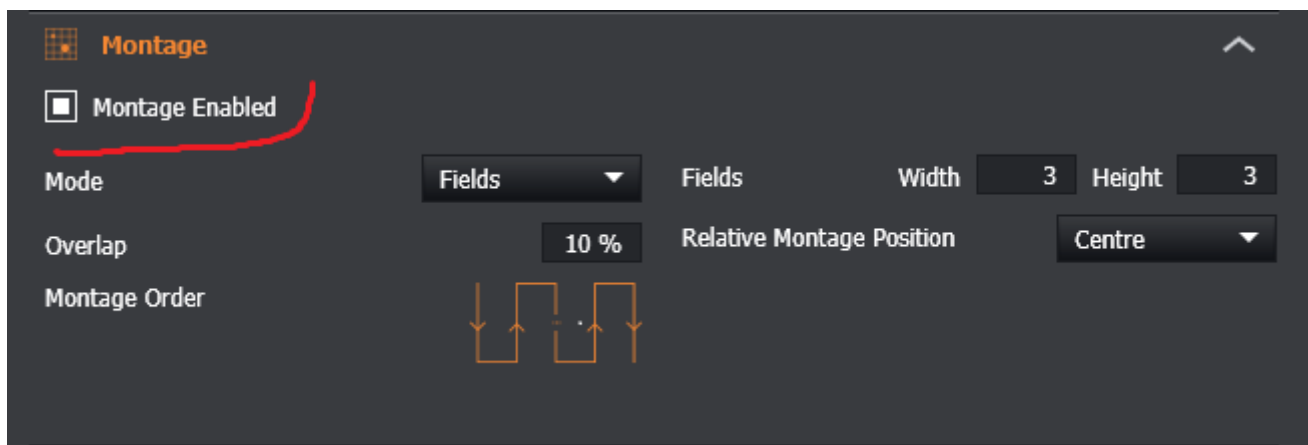 Montage
Montage Enabled
Mode Fields Fields Width 3 Height 3
Overlap 10 % Relative Montage Position Centre
Montage Order